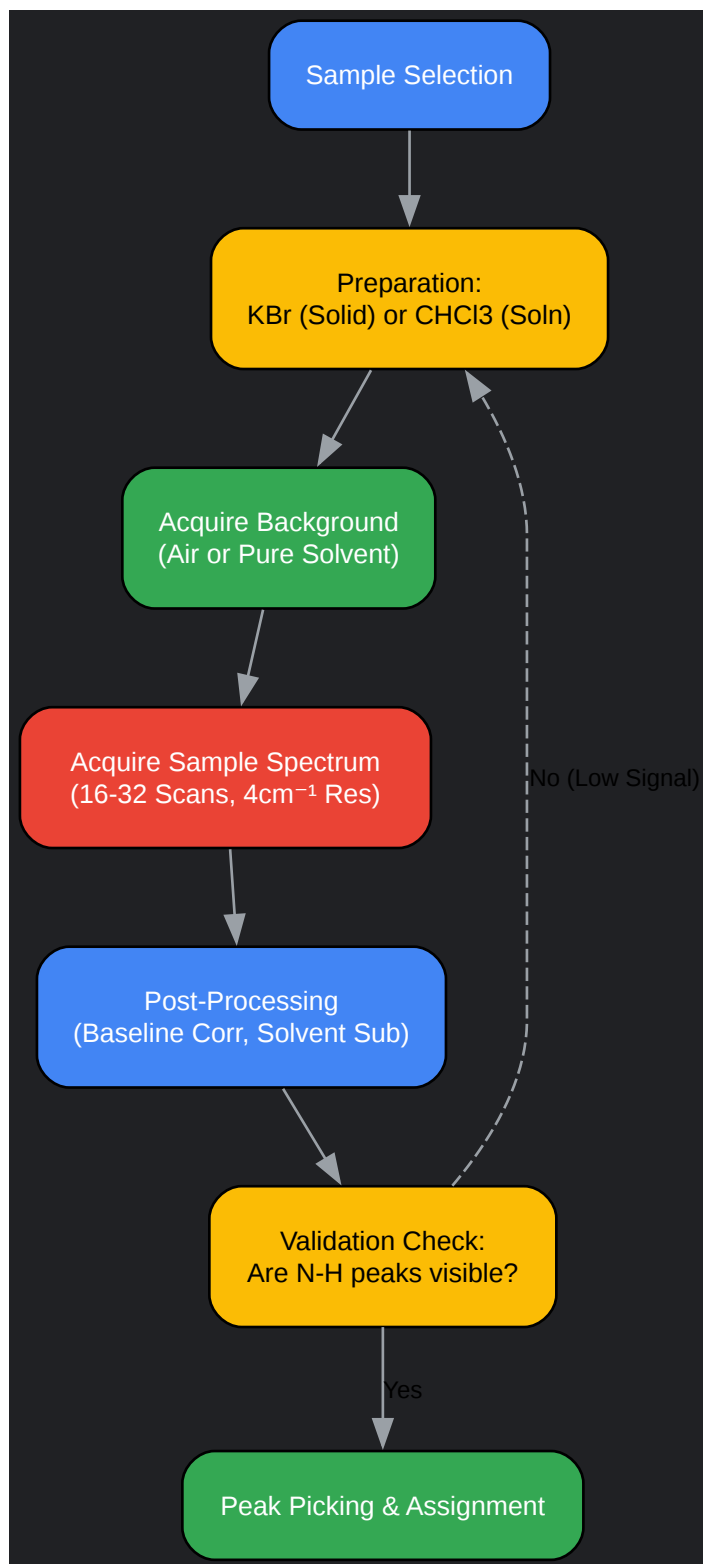 Sample Selection
Preparation:
KBr (Solid) or CHCl3 (Soln)
Acquire Background
(Air or Pure Solvent)
Acquire Sample Spectrum
(16-32 Scans, 4cm⁻¹ Res)
No (Low Signal)
Post-Processing
(Baseline Corr, Solvent Sub)
Validation Check:
Are N-H peaks visible?
Yes
Peak Picking & Assignment